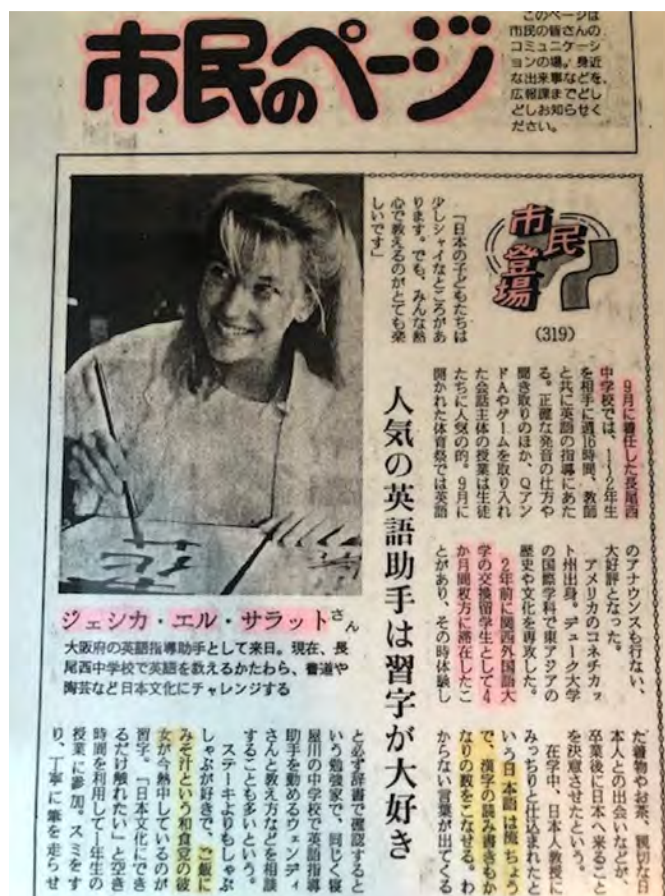 市民のページ
このページは
市民の皆さんの
コミュニケーシ
ョンの場。身近
な出来事などを、
広報課までどし
どしお知らせく
ださい。
市民登場
(319)
「日本の子どもたちは
少しシャイなところがあ
ります。でも、みんな熱
心で教えるのがとても楽
しいです」
人気の英語助手は習字が大好き
9月に着任した長尾西
中学校では、1―2年生
を相手に週16時間、教師
と共に英語の指導にあた
る。正確な発音の仕方や
聞き取りのほか、Qアン
ドAやゲームを取り入れ
た会話主体の授業は生徒
たちに人気の的。9月に
開かれた体育祭では英語
のアナウンスも行ない、
大好評となった。
アメリカのコネチカッ
ト州出身。デューク大学
の国際学科で東アジアの
歴史や文化を専攻した。
2年前に関西外国語大
学の交換留学生として4
か月間枚方に滞在したこ
とがあり、その時体験し
た着物やお茶、親切な日
本人との出会いなどが、
卒業後に日本へ来ること
を決意させたという。
在学中、日本人教授に
みっちりと仕込まれたと
いう日本語は流ちょう
で、漢字の読み書きもか
なりの数をこなせる。わ
からない言葉が出てくる
と必ず辞書で確認すると
いう勉強家で、同じく寝
屋川の中学校で英語指導
助手を勤めるウェンディ
さんと教え方などを相談
することも多いという。
ステーキよりもしゃぶ
しゃぶが好きで、ご飯に
みそ汁という和食党の彼
女が今熱中しているのが
習字。「日本文化にでき
るだけ触れたい」と空き
時間を利用して1年生の
授業に参加。スミをす
り、丁寧に筆を走らせ
ジェシカ・エル・サラットさん
大阪府の英語指導助手として来日。現在、長
尾西中学校で英語を教えるかたわら、書道や
陶芸など日本文化にチャレンジする